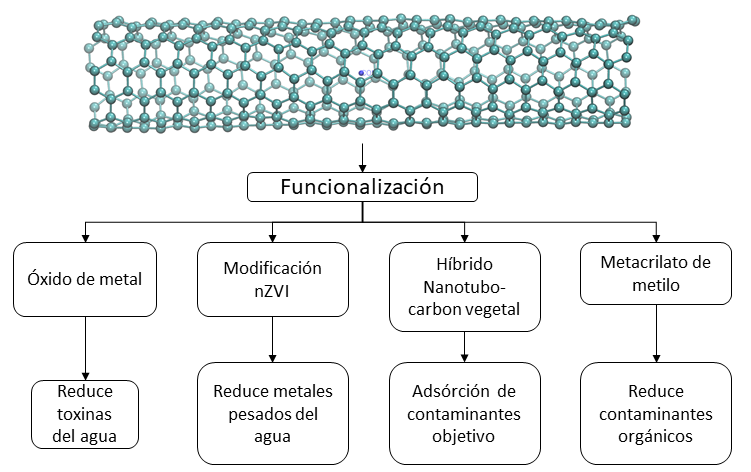 Funcionalización
Óxido de metal
Modificación
nZVI
Híbrido
Nanotubo-
carbon vegetal
Metacrilato de
metilo
Reduce
toxinas
del agua
Reduce metales
pesados del
agua
Adsórción de
contaminantes
objetivo
Reduce
contaminantes
orgánicos